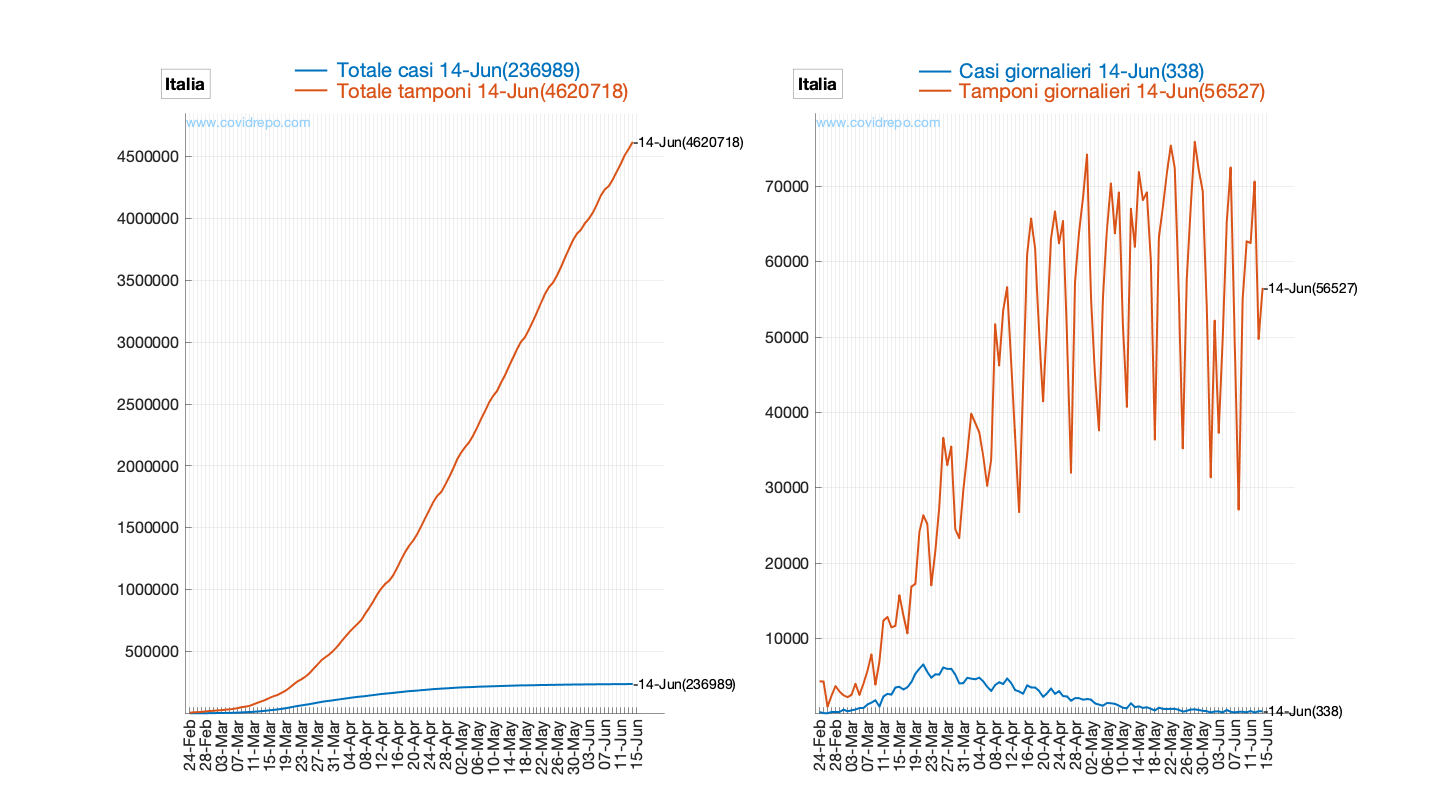 Italia
Totale casi 14-Jun(236989)
Totale tamponi 14-Jun(4620718)
www.covidrepo.com
14-Jun(4620718)
4500000
4000000
3500000
3000000
2500000
2000000
1500000
1000000
500000
14-Jun(236989)
24-Feb
28-Feb
03-Mar
07-Mar
11-Mar
15-Mar
19-Mar
23-Mar
27-Mar
31-Mar
04-Apr
08-Apr
12-Apr
16-Apr
20-Apr
24-Apr
28-Apr
02-May
06-May
10-May
14-May
18-May
22-May
26-May
30-May
03-Jun
07-Jun
11-Jun
15-Jun
Italia
Casi giornalieri 14-Jun(338)
Tamponi giornalieri 14-Jun(56527)
www.covidrepo.com
70000
60000
14-Jun(56527)
50000
40000
30000
20000
10000
14-Jun(338)
24-Feb
28-Feb
03-Mar
07-Mar
11-Mar
15-Mar
19-Mar
23-Mar
27-Mar
31-Mar
04-Apr
08-Apr
12-Apr
16-Apr
20-Apr
24-Apr
28-Apr
02-May
06-May
10-May
14-May
18-May
22-May
26-May
30-May
03-Jun
07-Jun
11-Jun
15-Jun